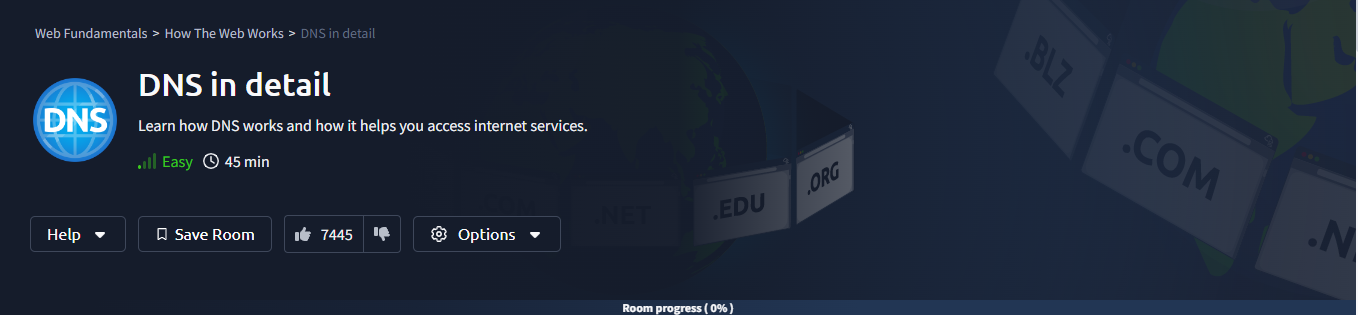 Web Fundamentals > How The Web Works > DNS in detail
DNS
DNS in detail
Learn how DNS works and how it helps you access internet services.
Easy 45 min
Help Save Room 7445 Options
.BLZ
.COM
.ORG
.EDU
.NET
Room progress ( 0% )